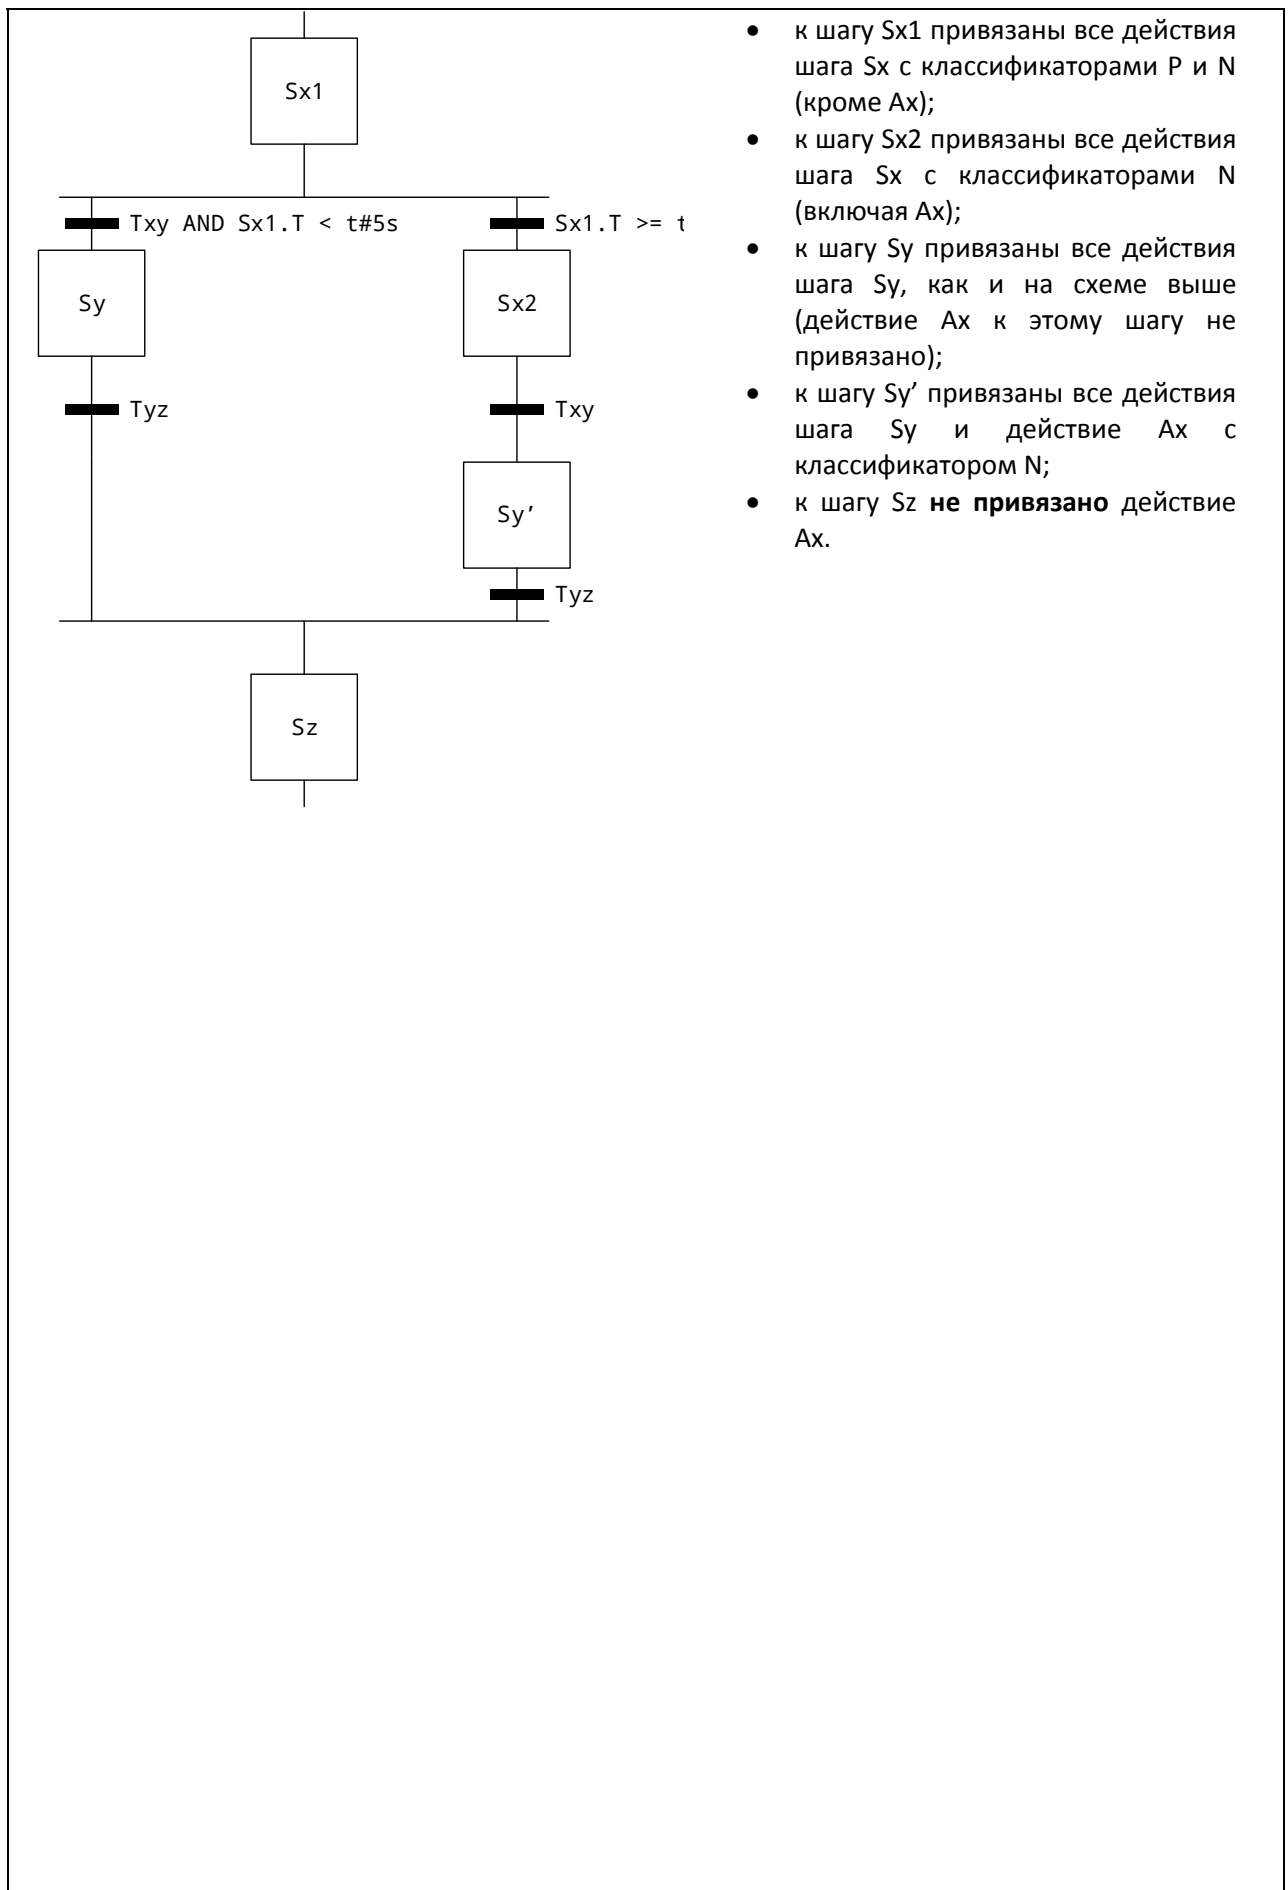 Sx1
Txy AND Sx1.T < t#5s
Sx1.T >= t
Sy
Sx2
Tyz
Txy
Sy’
Tyz
Sz
• к шагу Sx1 привязаны все действия
шага Sx с классификаторами P и N
(кроме Ax);
• к шагу Sx2 привязаны все действия
шага Sx с классификаторами N
(включая Ax);
• к шагу Sy привязаны все действия
шага Sy, как и на схеме выше
(действие Ax к этому шагу не
привязано);
• к шагу Sy’ привязаны все действия
шага Sy и действие Ax с
классификатором N;
• к шагу Sz не привязано действие
Ax.